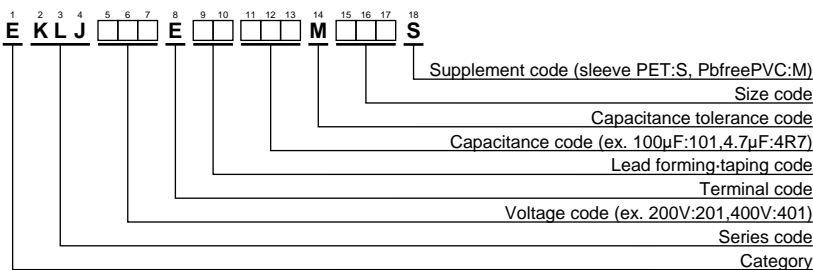 1 2 3 4 5 6 7 8 9 10 11 12 13 14 15 16 17 18
E KLJ E M S
Supplement code (sleeve PET:S, PbfreePVC:M)
Size code
Capacitance tolerance code
Capacitance code (ex. 100μF:101,4.7μF:4R7)
Lead forming·taping code
Terminal code
Voltage code (ex. 200V:201,400V:401)
Series code
Category